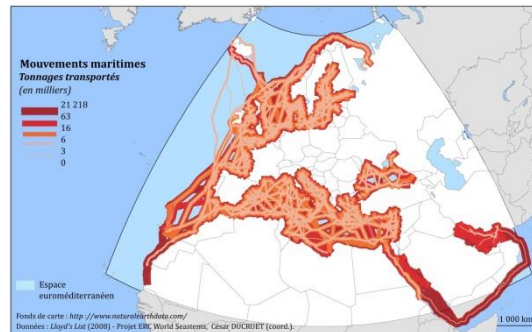 Mouvements maritimes
Tonnages transportés
(en milliers)
21 218
63
16
6
3
0
Espace
euroméditerranéen
Fonds de carte : http://www.naturalearthdata.com/
Données : Lloyd's List (2008) - Projet ERC World Seastems, César DUCRUET (coord.).
1 000 km